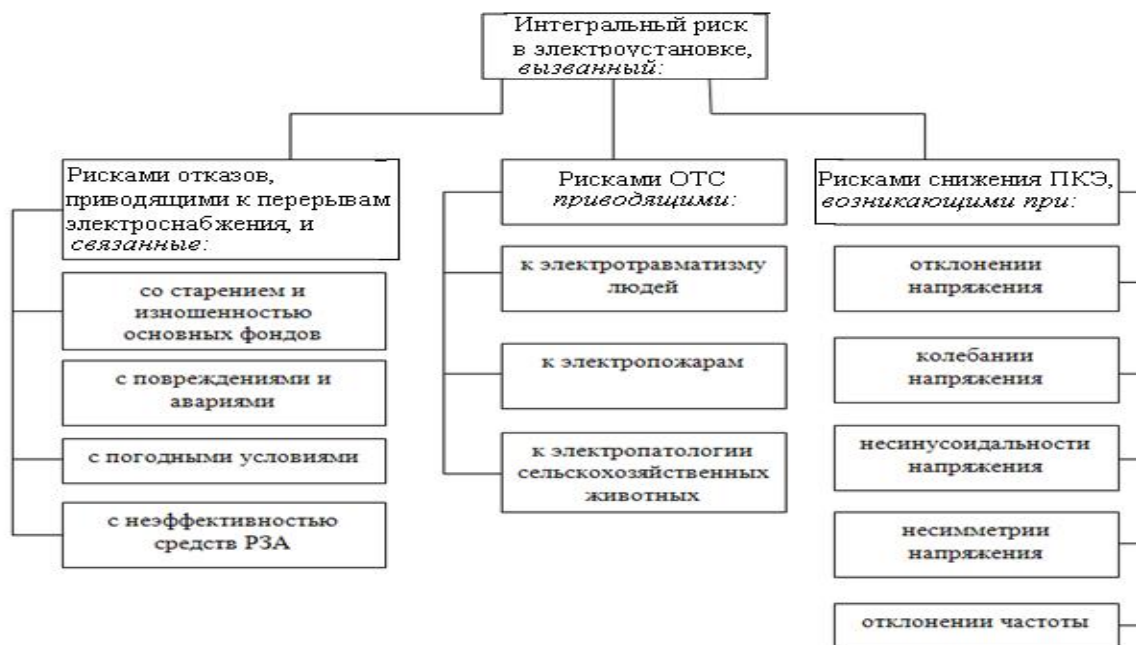 Интегральный риск
в электроустановке,
вызванный:
Рисками отказов,
приводящими к перерывам
электроснабжения, и
связанные:
со старением и
изношенностью
основных фондов
с повреждениями и
авариями
с погодными условиями
с неэффективностью
средств РЗА
Рисками ОТС
приводящими:
к электротравматизму
людей
к электропожарам
к электропатологии
сельскохозяйственных
животных
Рисками снижения ПКЭ,
возникающими при:
отклонении
напряжения
колебании
напряжения
несинусоидальности
напряжения
несимметрии
напряжения
отклонении частоты